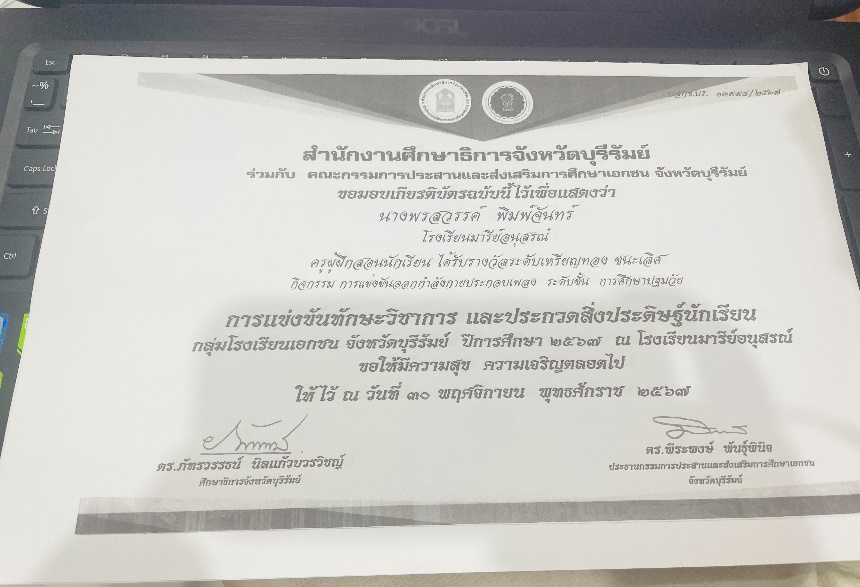 Esc
Tab
Caps Loc
Ctrl
สำนักงานศึกษาธิการจังหวัดบุรีรัมย์
ร่วมกับ คณะกรรมการประสานและส่งเสริมการศึกษาเอกชน จังหวัดบุรีรัมย์
ขอมอบเกียรติบัตรฉบับนี้ไว้เพื่อแสดงว่า
นางพรสวรรค์ พิมพ์จันทร์
โรงเรียนมารีย์อนุสรณ์
ครูผู้ฝึกสอนนักเรียน ได้รับรางวัลระดับเหรียญทอง ชนะเลิศ
กิจกรรม การแข่งขันออกกำลังกายประกอบเพลง ระดับชั้น การศึกษาปฐมวัย
การแข่งขันทักษะวิชาการ และประกวดสิ่งประดิษฐ์นักเรียน
กลุ่มโรงเรียนเอกชน จังหวัดบุรีรัมย์ ปีการศึกษา ๒๕๖๗ ณ โรงเรียนมารีย์อนุสรณ์
ขอให้มีความสุข ความเจริญตลอดไป
ให้ไว้ ณ วันที่ ๓๐ พฤศจิกายน พุทธศักราช ๒๕๖๗
ดร.ภัทรวรรธน์ นิลแก้วบวรวิชญ์
ศึกษาธิการจังหวัดบุรีรัมย์
ดร.พีระพงษ์ พันธุ์พินิจ
ประธานกรรมการประสานและส่งเสริมการศึกษาเอกชน
จังหวัดบุรีรัมย์